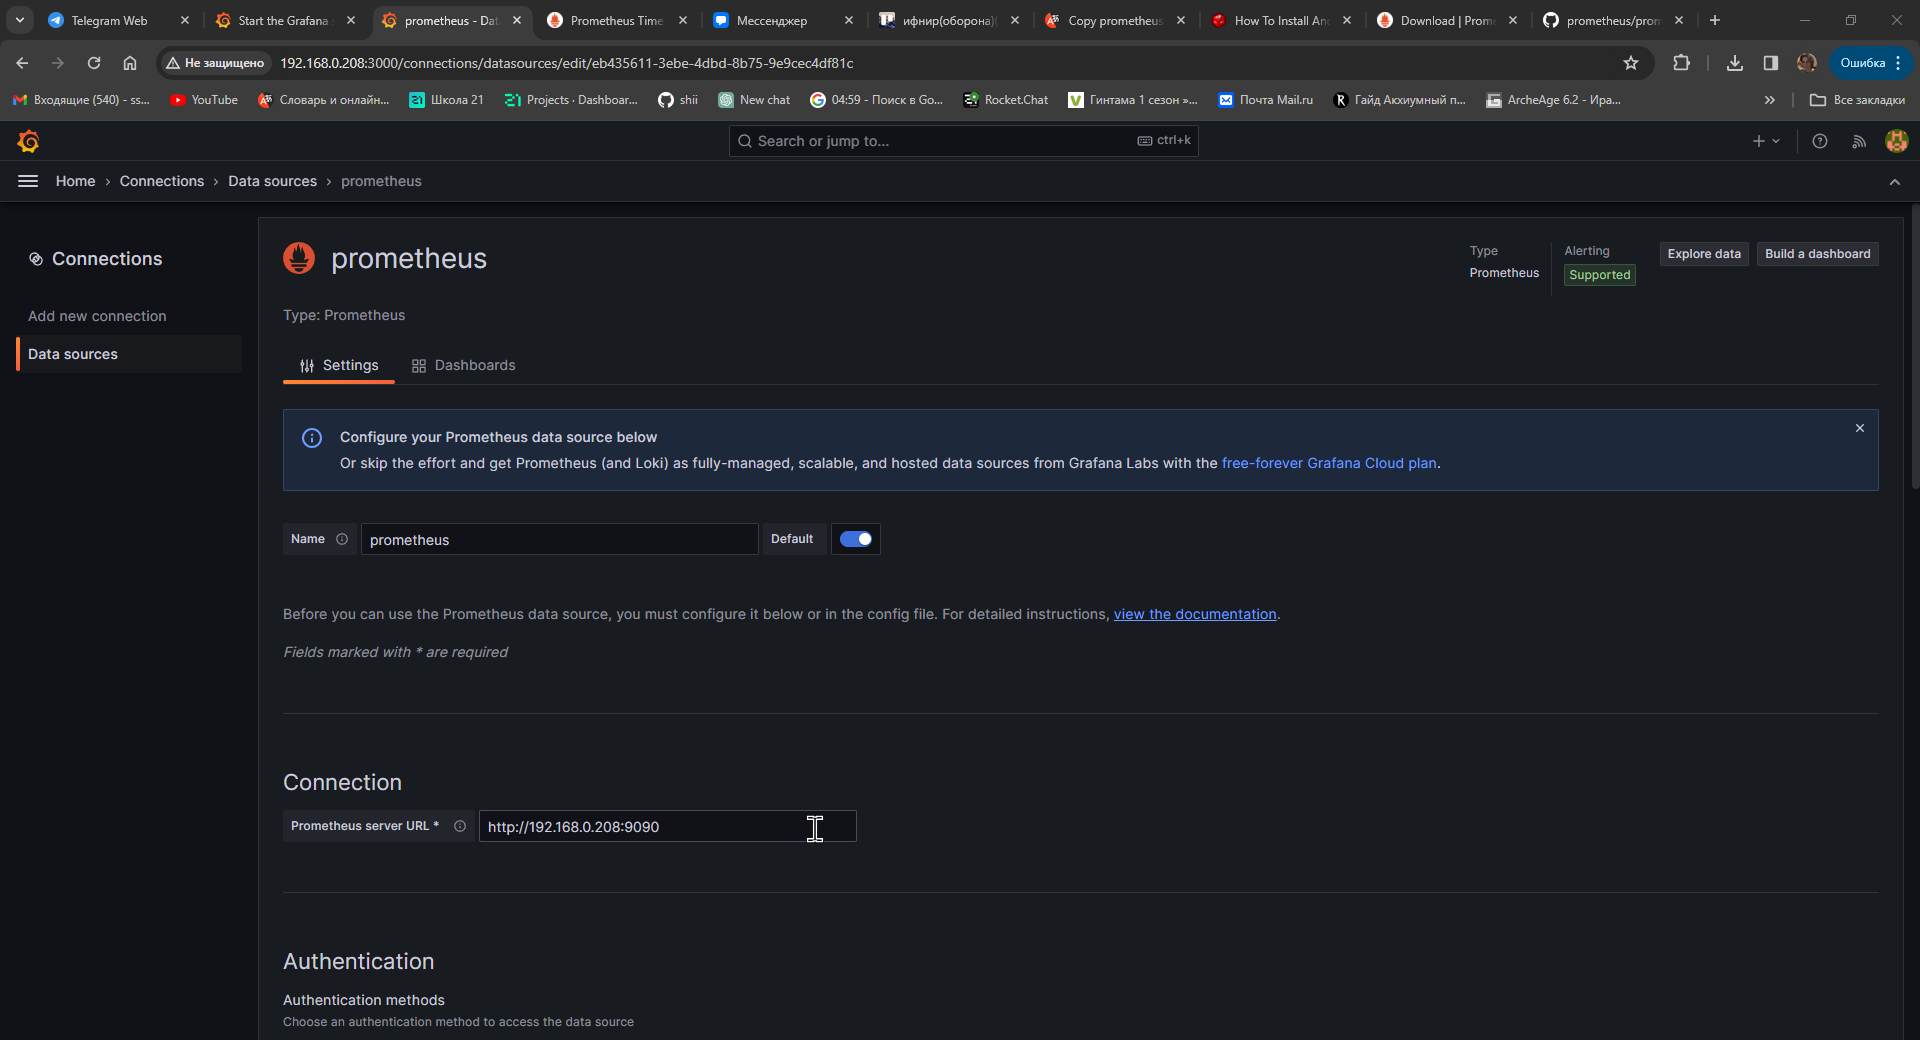 Telegram Web
Start the Grafana
prometheus - Dat
Prometheus Time
Мессенджер
ифнир(оборона)(
Copy prometheus
How To Install An
Download | Prom
prometheus/prom
Не защищено
192.168.0.208:3000/connections/datasources/edit/eb435611-3ebe-4dbd-8b75-9e9cec4df81c
Ошибка
Входящие (540) - ss...
YouTube
Словарь и онлайн...
Школа 21
Projects · Dashboar...
shii
New chat
04:59 - Поиск в Go...
Rocket.Chat
Гинтама 1 сезон »...
Почта Mail.ru
Гайд Акхиумный п...
ArcheAge 6.2 - Ира...
»
Все закладки
Search or jump to...
ctrl+k
Home › Connections › Data sources › prometheus
Connections
Add new connection
Data sources
prometheus
Type
Prometheus
Alerting
Supported
Explore data
Build a dashboard
Type: Prometheus
Settings
Dashboards
Configure your Prometheus data source below
Or skip the effort and get Prometheus (and Loki) as fully-managed, scalable, and hosted data sources from Grafana Labs with the free-forever Grafana Cloud plan.
Name
prometheus
Default
Before you can use the Prometheus data source, you must configure it below or in the config file. For detailed instructions, view the documentation.
Fields marked with * are required
Connection
Prometheus server URL *
http://192.168.0.208:9090
Authentication
Authentication methods
Choose an authentication method to access the data source